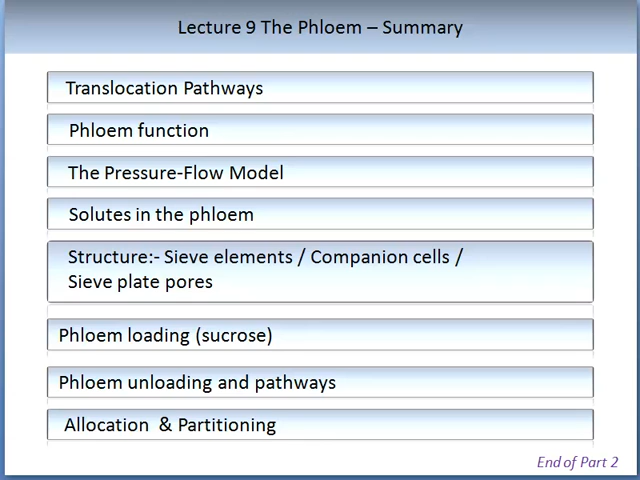 Lecture 9 The Phloem – Summary
Translocation Pathways
Phloem function
The Pressure-Flow Model
Solutes in the phloem
Structure:- Sieve elements / Companion cells /
Sieve plate pores
Phloem loading (sucrose)
Phloem unloading and pathways
Allocation & Partitioning
End of Part 2